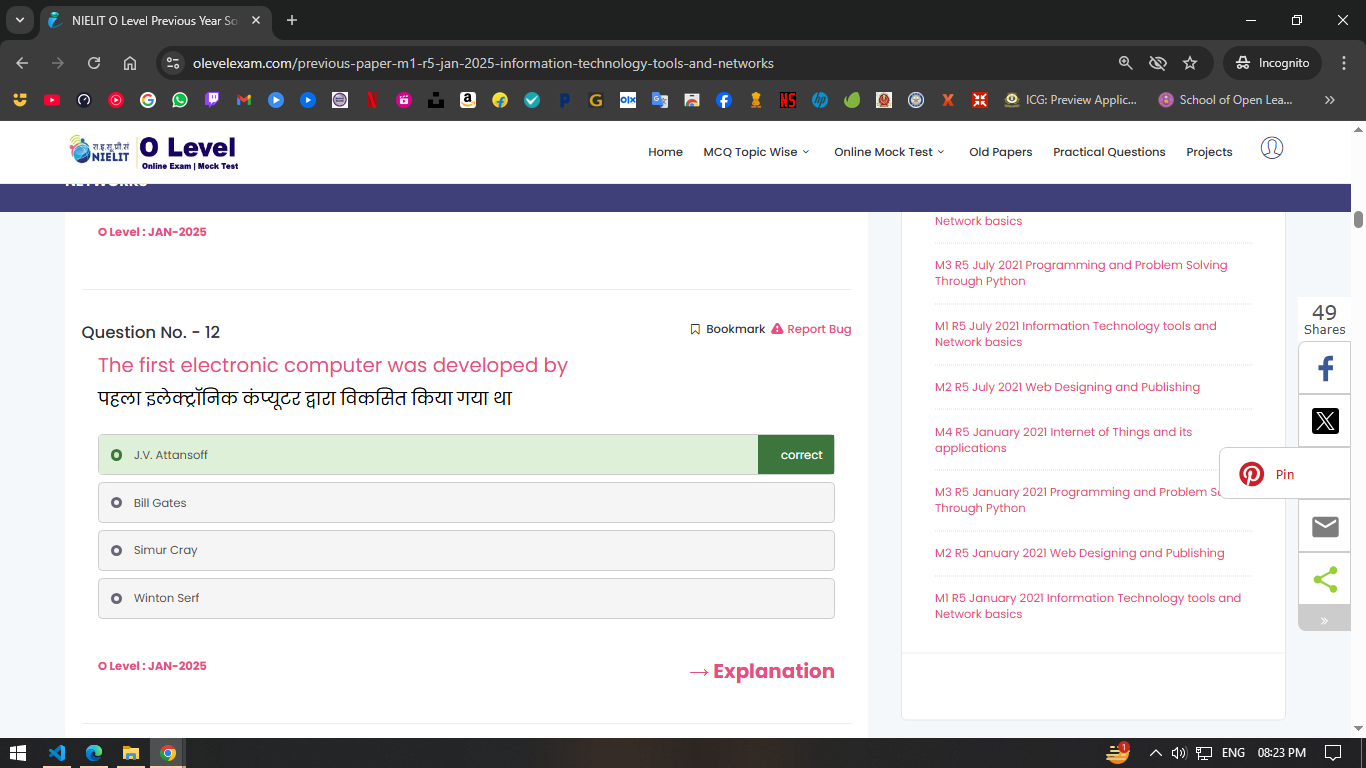 NIELIT O Level Previous Year So
olevelexam.com/previous-paper-m1-r5-jan-2025-information-technology-tools-and-networks
Incognito
ICG: Preview Applic...
School of Open Lea...
NIELIT
O Level
Online Exam | Mock Test
Home
MCQ Topic Wise
Online Mock Test
Old Papers
Practical Questions
Projects
NETWORKS
O Level : JAN-2025
Question No. - 12
Bookmark
Report Bug
The first electronic computer was developed by
पहला इलेक्ट्रॉनिक कंप्यूटर द्वारा विकसित किया गया था
J.V. Attansoff
correct
Bill Gates
Simur Cray
Winton Serf
O Level : JAN-2025
→ Explanation
Network basics
M3 R5 July 2021 Programming and Problem Solving
Through Python
M1 R5 July 2021 Information Technology tools and
Network basics
M2 R5 July 2021 Web Designing and Publishing
M4 R5 January 2021 Internet of Things and its
applications
M3 R5 January 2021 Programming and Problem So
Through Python
M2 R5 January 2021 Web Designing and Publishing
M1 R5 January 2021 Information Technology tools and
Network basics
49
Shares
Pin
1
ENG
08:23 PM